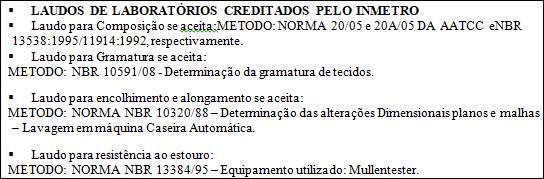 ▪ LAUDOS DE LABORATÓRIOS CREDITADOS PELO INMETRO
▪ Laudo para Composição se aceita:METODO: NORMA 20/05 e 20A/05 DA AATCC eNBR
13538:1995/11914:1992, respectivamente.
▪ Laudo para Gramatura se aceita:
METODO: NBR 10591/08 - Determinação da gramatura de tecidos.
▪ Laudo para encolhimento e alongamento se aceita:
METODO: NORMA NBR 10320/88 – Determinação das alterações Dimensionais planos e malhas
– Lavagem em máquina Caseira Automática.
▪ Laudo para resistência ao estouro:
METODO: NORMA NBR 13384/95 – Equipamento utilizado: Mullentester.